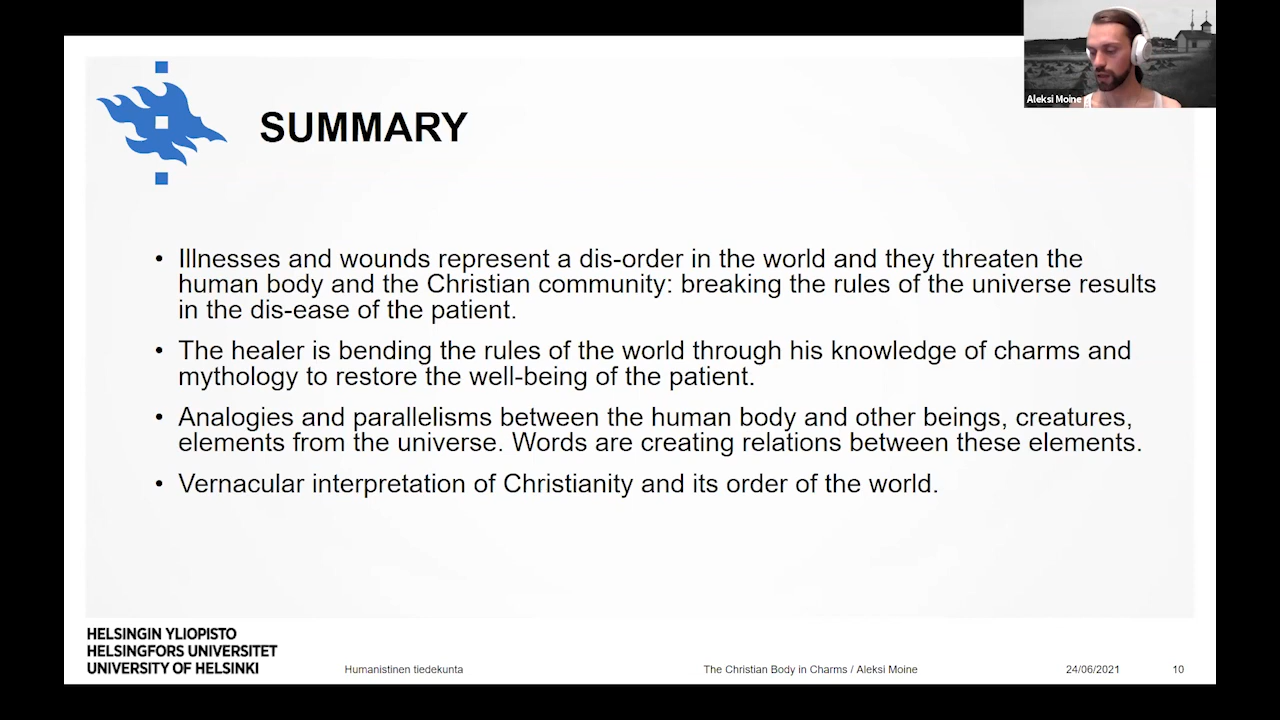 Aleksi Moine
SUMMARY
• Illnesses and wounds represent a dis-order in the world and they threaten the
human body and the Christian community: breaking the rules of the universe results
in the dis-ease of the patient.
• The healer is bending the rules of the world through his knowledge of charms and
mythology to restore the well-being of the patient.
• Analogies and parallelisms between the human body and other beings, creatures,
elements from the universe. Words are creating relations between these elements.
• Vernacular interpretation of Christianity and its order of the world.
HELSINGIN YLIOPISTO
HELSINGFORS UNIVERSITET
UNIVERSITY OF HELSINKI
Humanistinen tiedekunta
The Christian Body in Charms / Aleksi Moine
24/06/2021
10